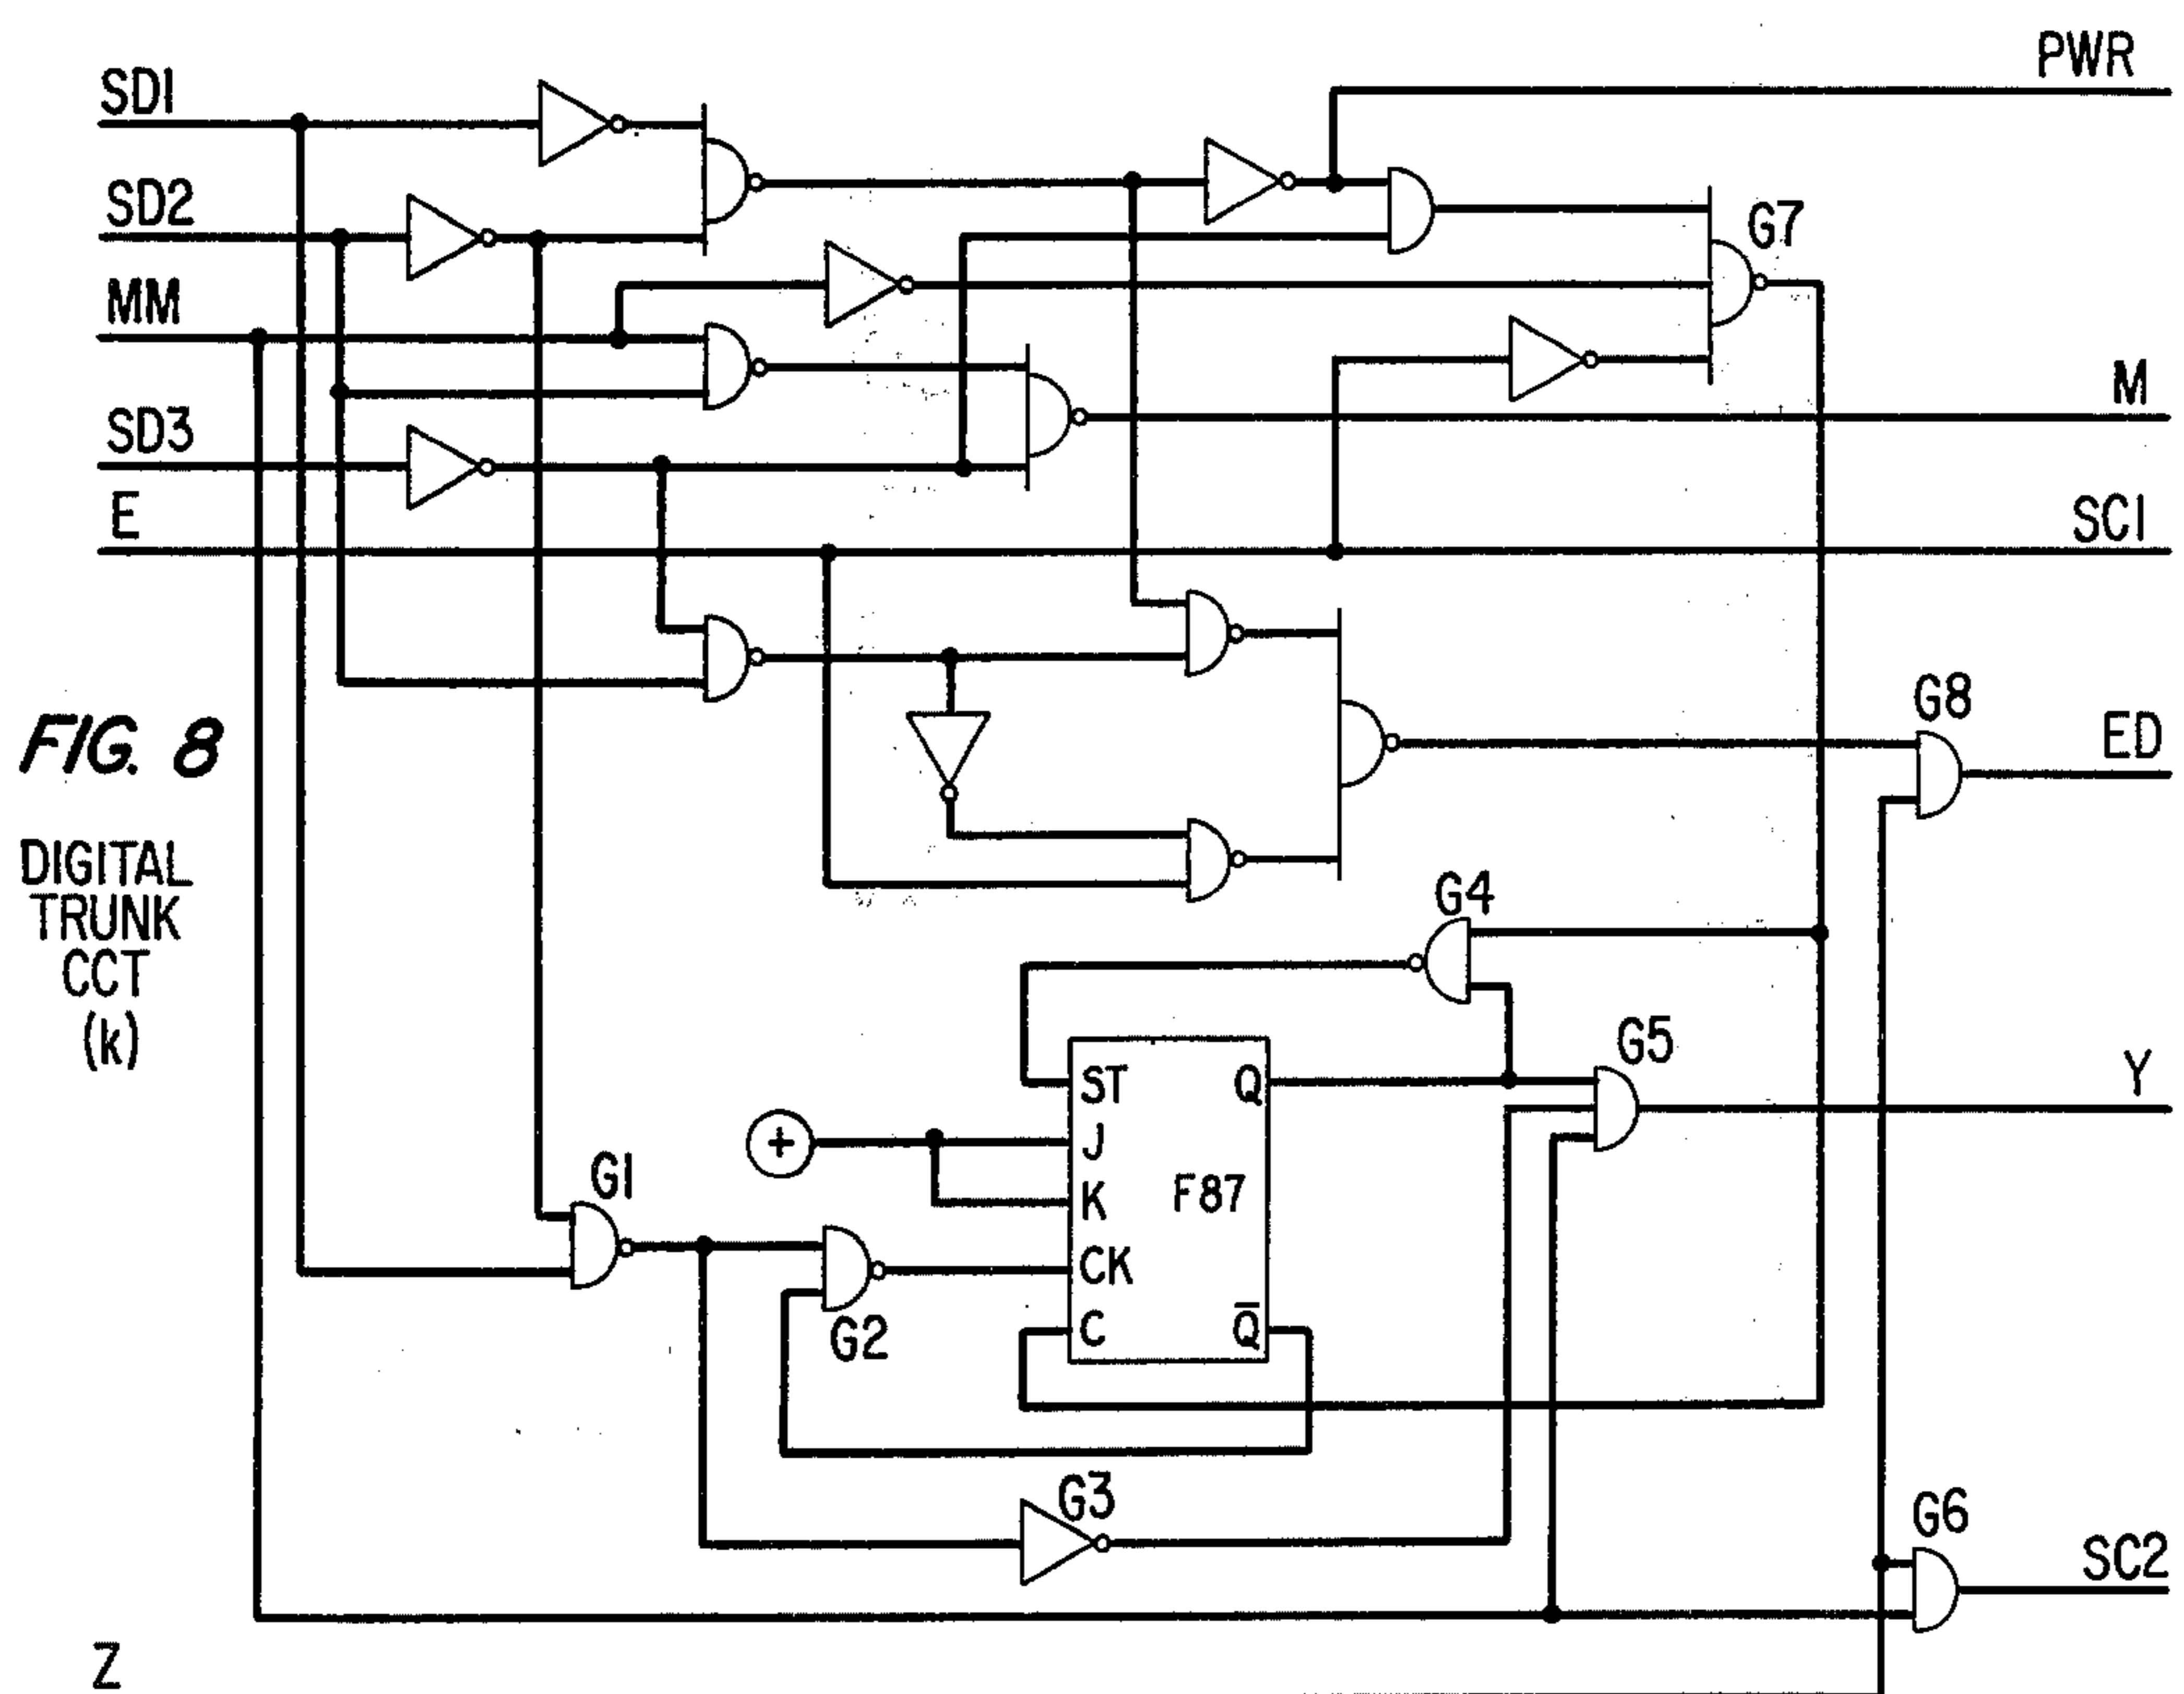 PWR
SD1
SD2
G7
MM
M
SD3
E
SC1
G8
ED
FIG. 8
DIGITAL
TRUNK
CCT
(k)
G4
G5
ST
Q
Y
J
K
F87
G1
CK
C
Q̅
G2
G3
G6
SC2
Z
+